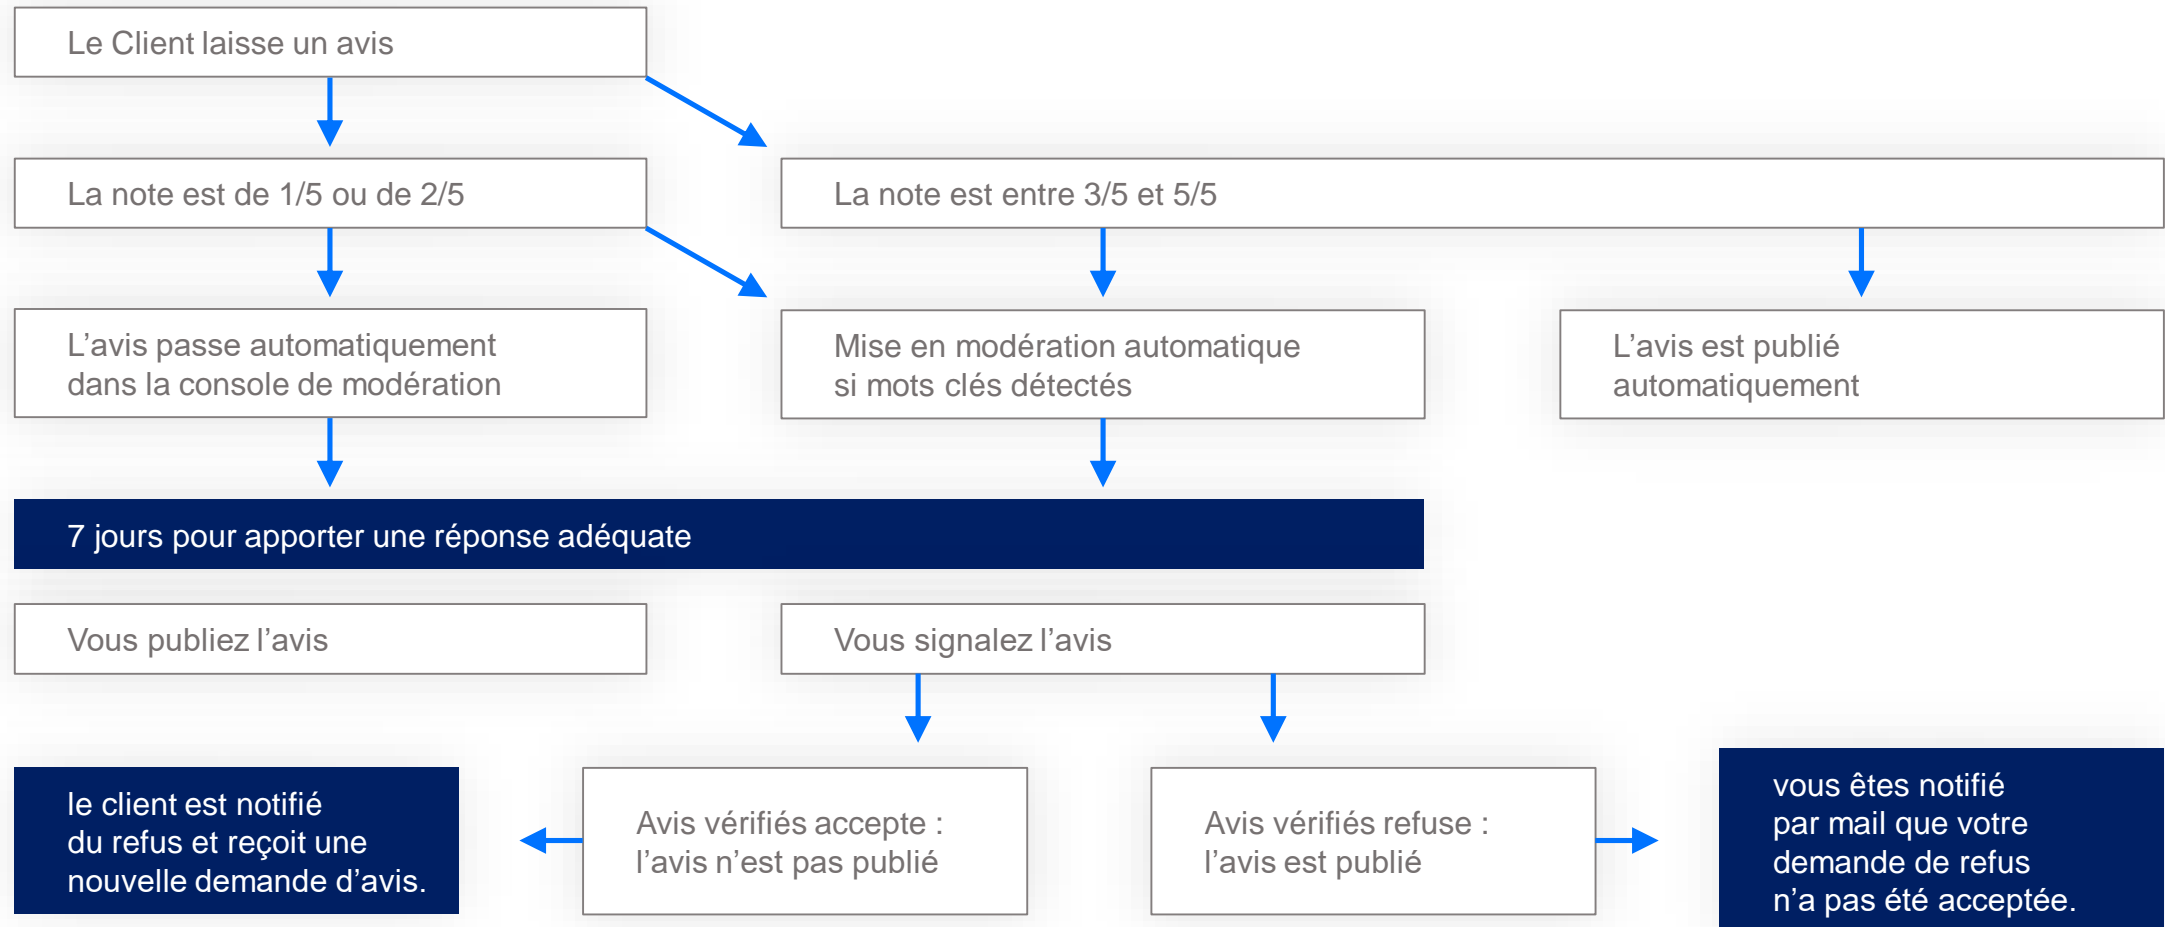 Le Client laisse un avis
La note est de 1/5 ou de 2/5
La note est entre 3/5 et 5/5
L’avis passe automatiquement
dans la console de modération
Mise en modération automatique
si mots clés détectés
L’avis est publié
automatiquement
7 jours pour apporter une réponse adéquate
Vous publiez l’avis
Vous signalez l’avis
le client est notifié
du refus et reçoit une
nouvelle demande d’avis.
Avis vérifiés accepte :
l’avis n’est pas publié
Avis vérifiés refuse :
l’avis est publié
vous êtes notifié
par mail que votre
demande de refus
n’a pas été acceptée.